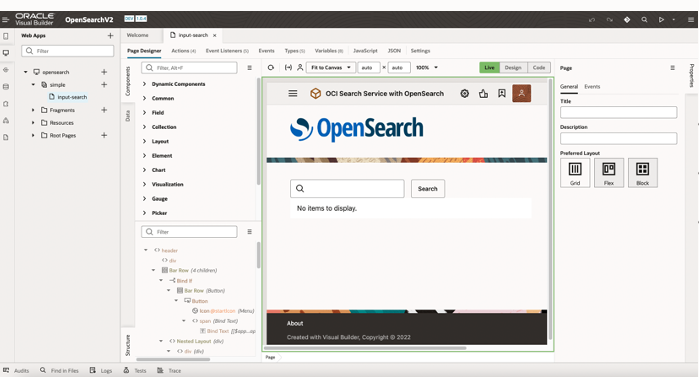 ORACLE
Visual Builder
OpenSearchV2
DEV
1.0.4
Web Apps
Filter
opensearch
simple
input-search
Fragments
Resources
Root Pages
Welcome
input-search
Page Designer
Actions (4)
Event Listeners (5)
Events
Types (5)
Variables (8)
JavaScript
JSON
Settings
Components
Data
Structure
Filter, Alt+F
Dynamic Components
Common
Field
Collection
Layout
Element
Chart
Visualization
Gauge
Picker
Filter
header
div
Bar Row (4 children)
Bind If
Bar Row (Button)
Button
Icon@startIcon (Menu)
span (Bind Text)
Bind Text [[$app...op
Nested Layout (div)
div (div)
Fit to Canvas
auto
auto
100%
Live
Design
Code
OCI Search Service with OpenSearch
OpenSearch
Search
No items to display.
About
Created with Visual Builder, Copyright © 2022
Page
Page
General
Events
Title
Description
Preferred Layout
Grid
Flex
Block
Properties
Audits
Find in Files
Logs
Tests
Trace